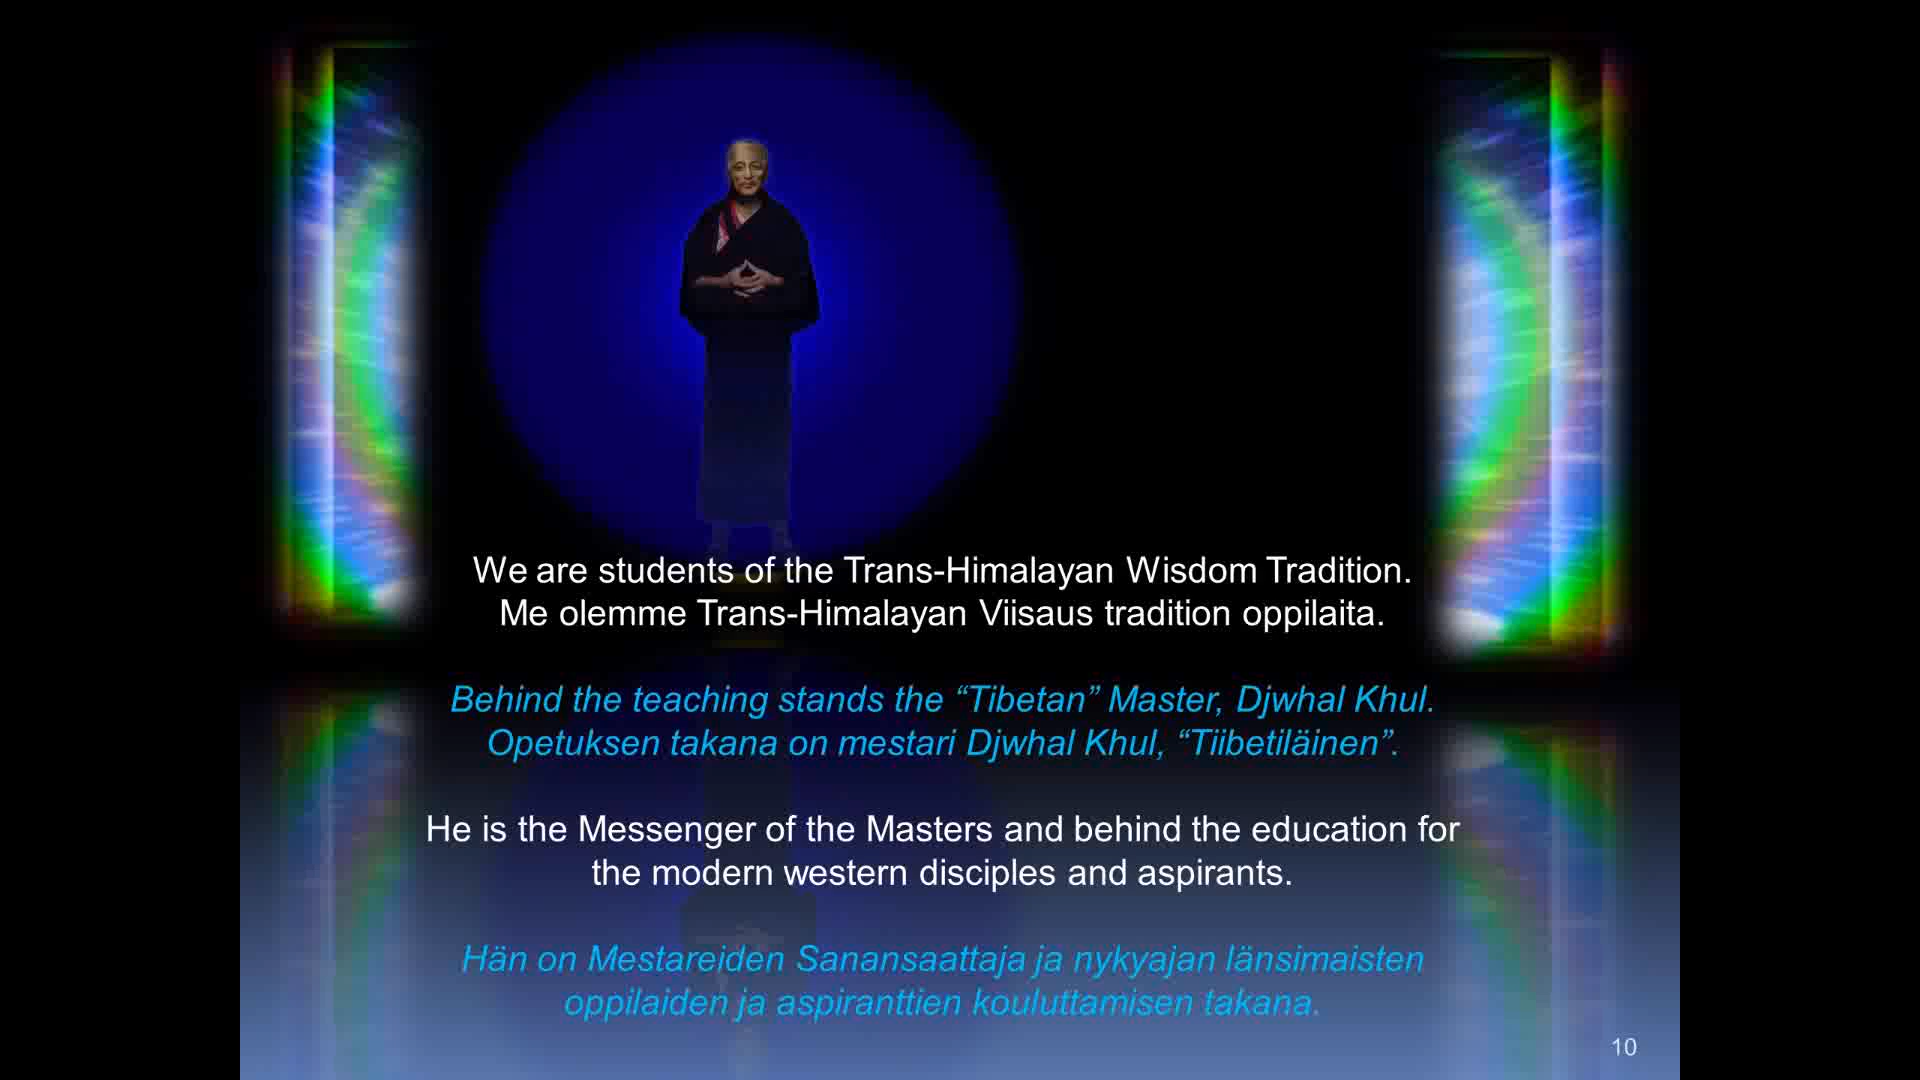 We are students of the Trans-Himalayan Wisdom Tradition.
Me olemme Trans-Himalayan Viisaus tradition oppilaita.
Behind the teaching stands the “Tibetan” Master, Djwhal Khul.
Opetuksen takana on mestari Djwhal Khul, “Tiibetiläinen”.
He is the Messenger of the Masters and behind the education for
the modern western disciples and aspirants.
Hän on Mestareiden Sanansaattaja ja nykyajan länsimaisten
oppilaiden ja aspiranttien kouluttamisen takana.
10